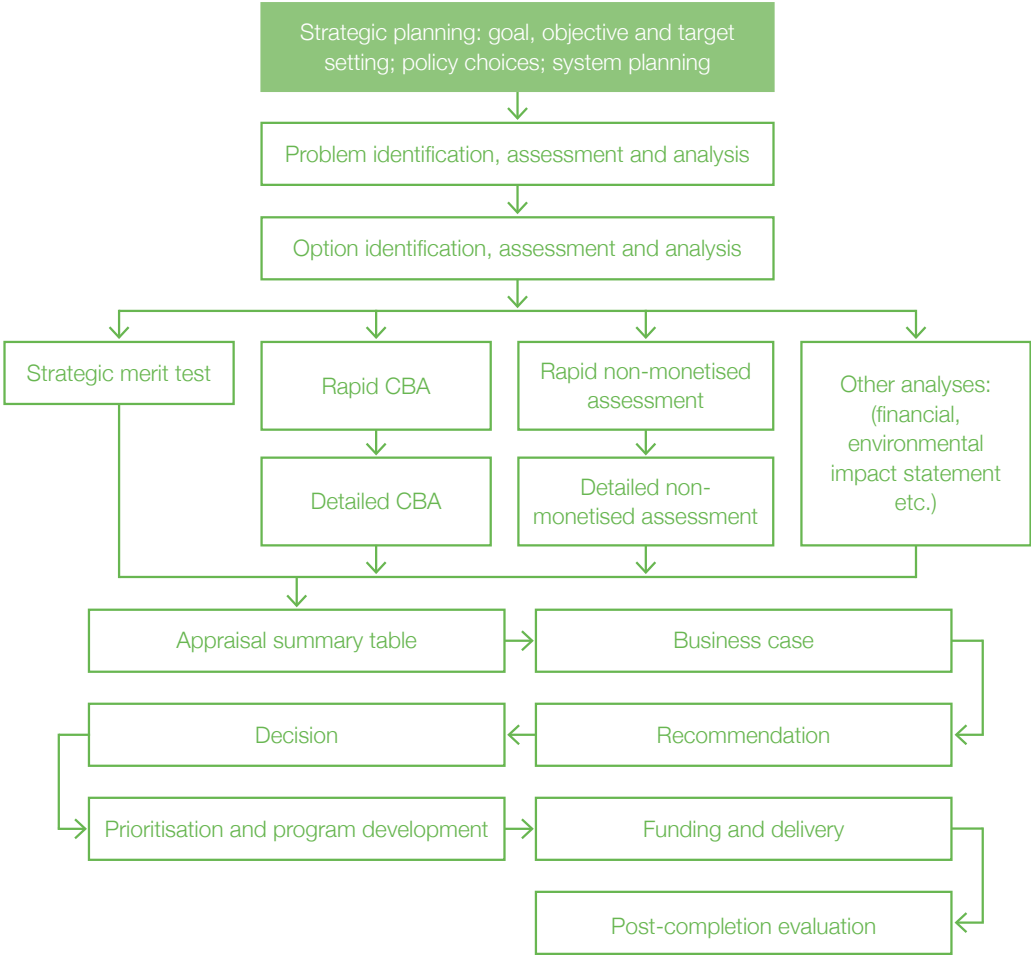 Strategic planning: goal, objective and target
setting; policy choices; system planning
Problem identification, assessment and analysis
Option identification, assessment and analysis
Strategic merit test
Rapid CBA
Rapid non-monetised
assessment
Other analyses:
(financial,
environmental
impact statement
etc.)
Detailed CBA
Detailed non-
monetised assessment
Appraisal summary table
Business case
Decision
Recommendation
Prioritisation and program development
Funding and delivery
Post-completion evaluation